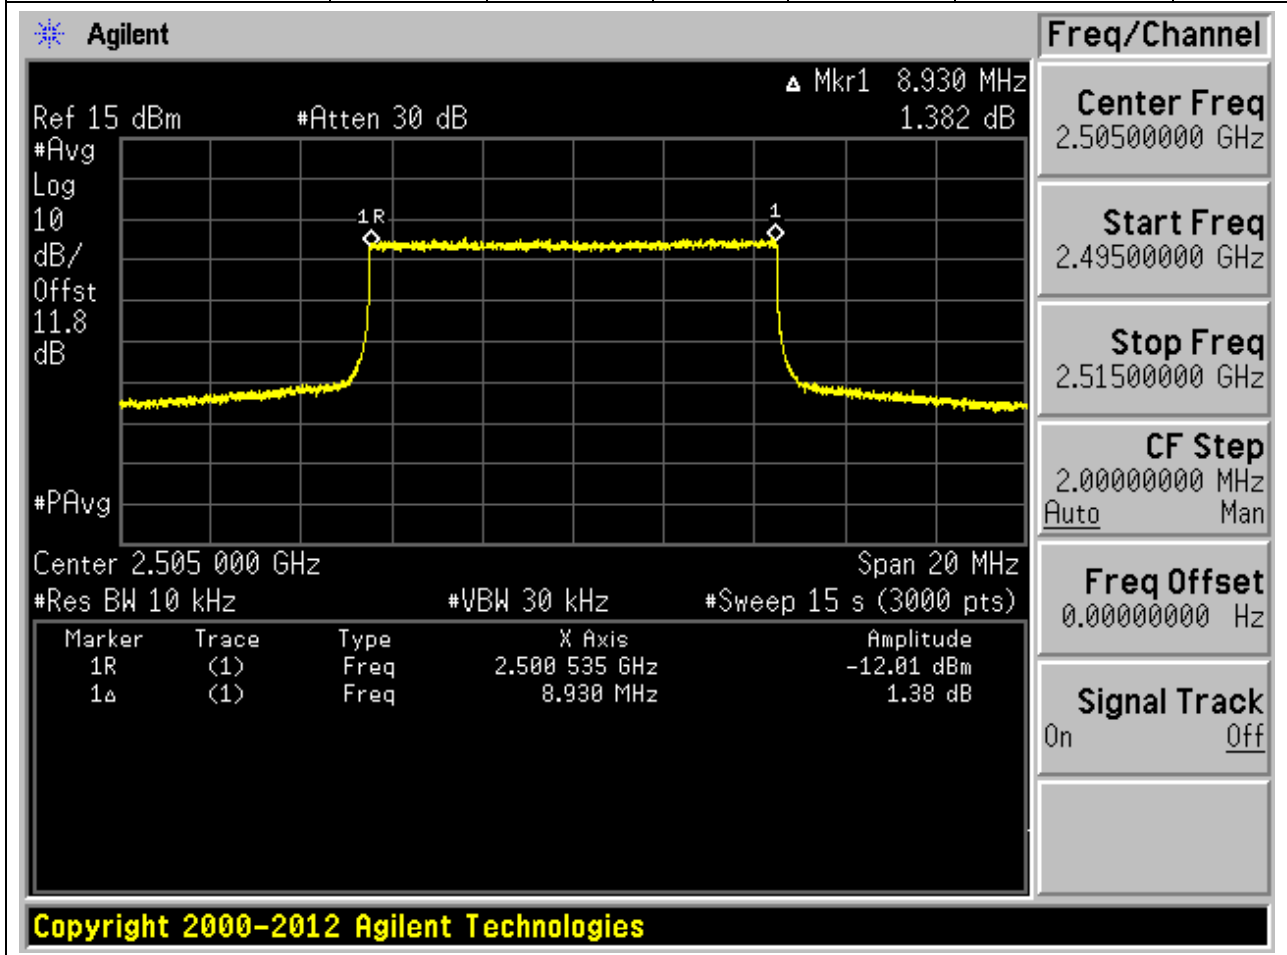 Agilent
Freq/Channel
Δ Mkr1 8.930 MHz
Ref 15 dBm #Atten 30 dB 1.382 dB
#Avg
Log
10
dB/
Offst
11.8
dB
1R
1
#PAvg
Center 2.505 000 GHz Span 20 MHz
#Res BW 10 kHz #VBW 30 kHz #Sweep 15 s (3000 pts)
Marker Trace Type X Axis Amplitude
1R (1) Freq 2.500 535 GHz -12.01 dBm
1Δ (1) Freq 8.930 MHz 1.38 dB
Center Freq
2.50500000 GHz
Start Freq
2.49500000 GHz
Stop Freq
2.51500000 GHz
CF Step
2.00000000 MHz
Auto Man
Freq Offset
0.00000000 Hz
Signal Track
On Off
Copyright 2000-2012 Agilent Technologies